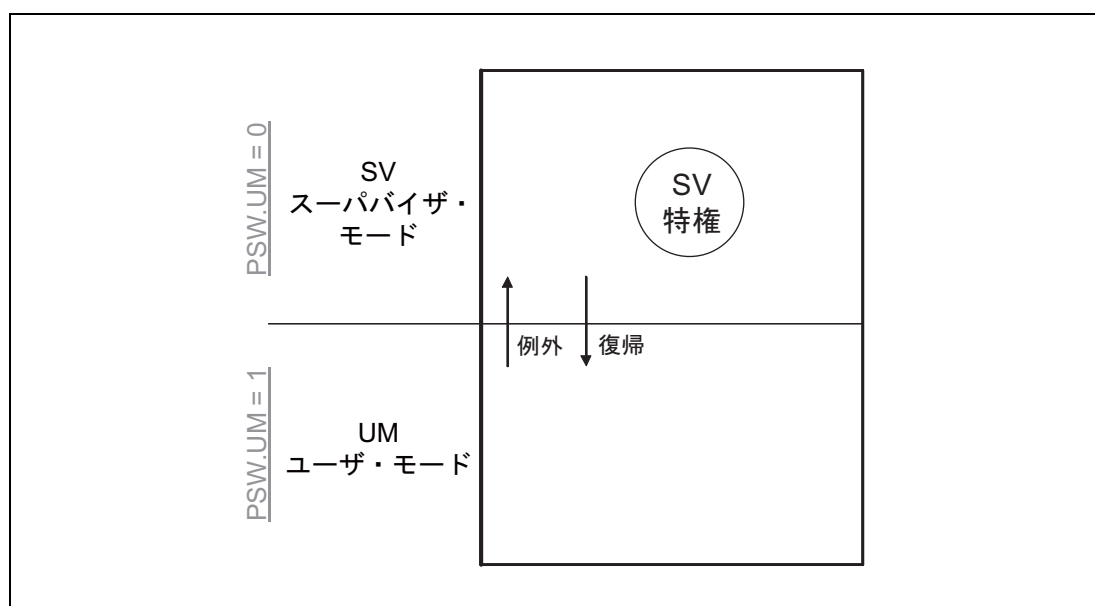 PSW.UM = 0
SV
スーパバイザ・
モード
SV
特権
例外
復帰
PSW.UM = 1
UM
ユーザ・モード